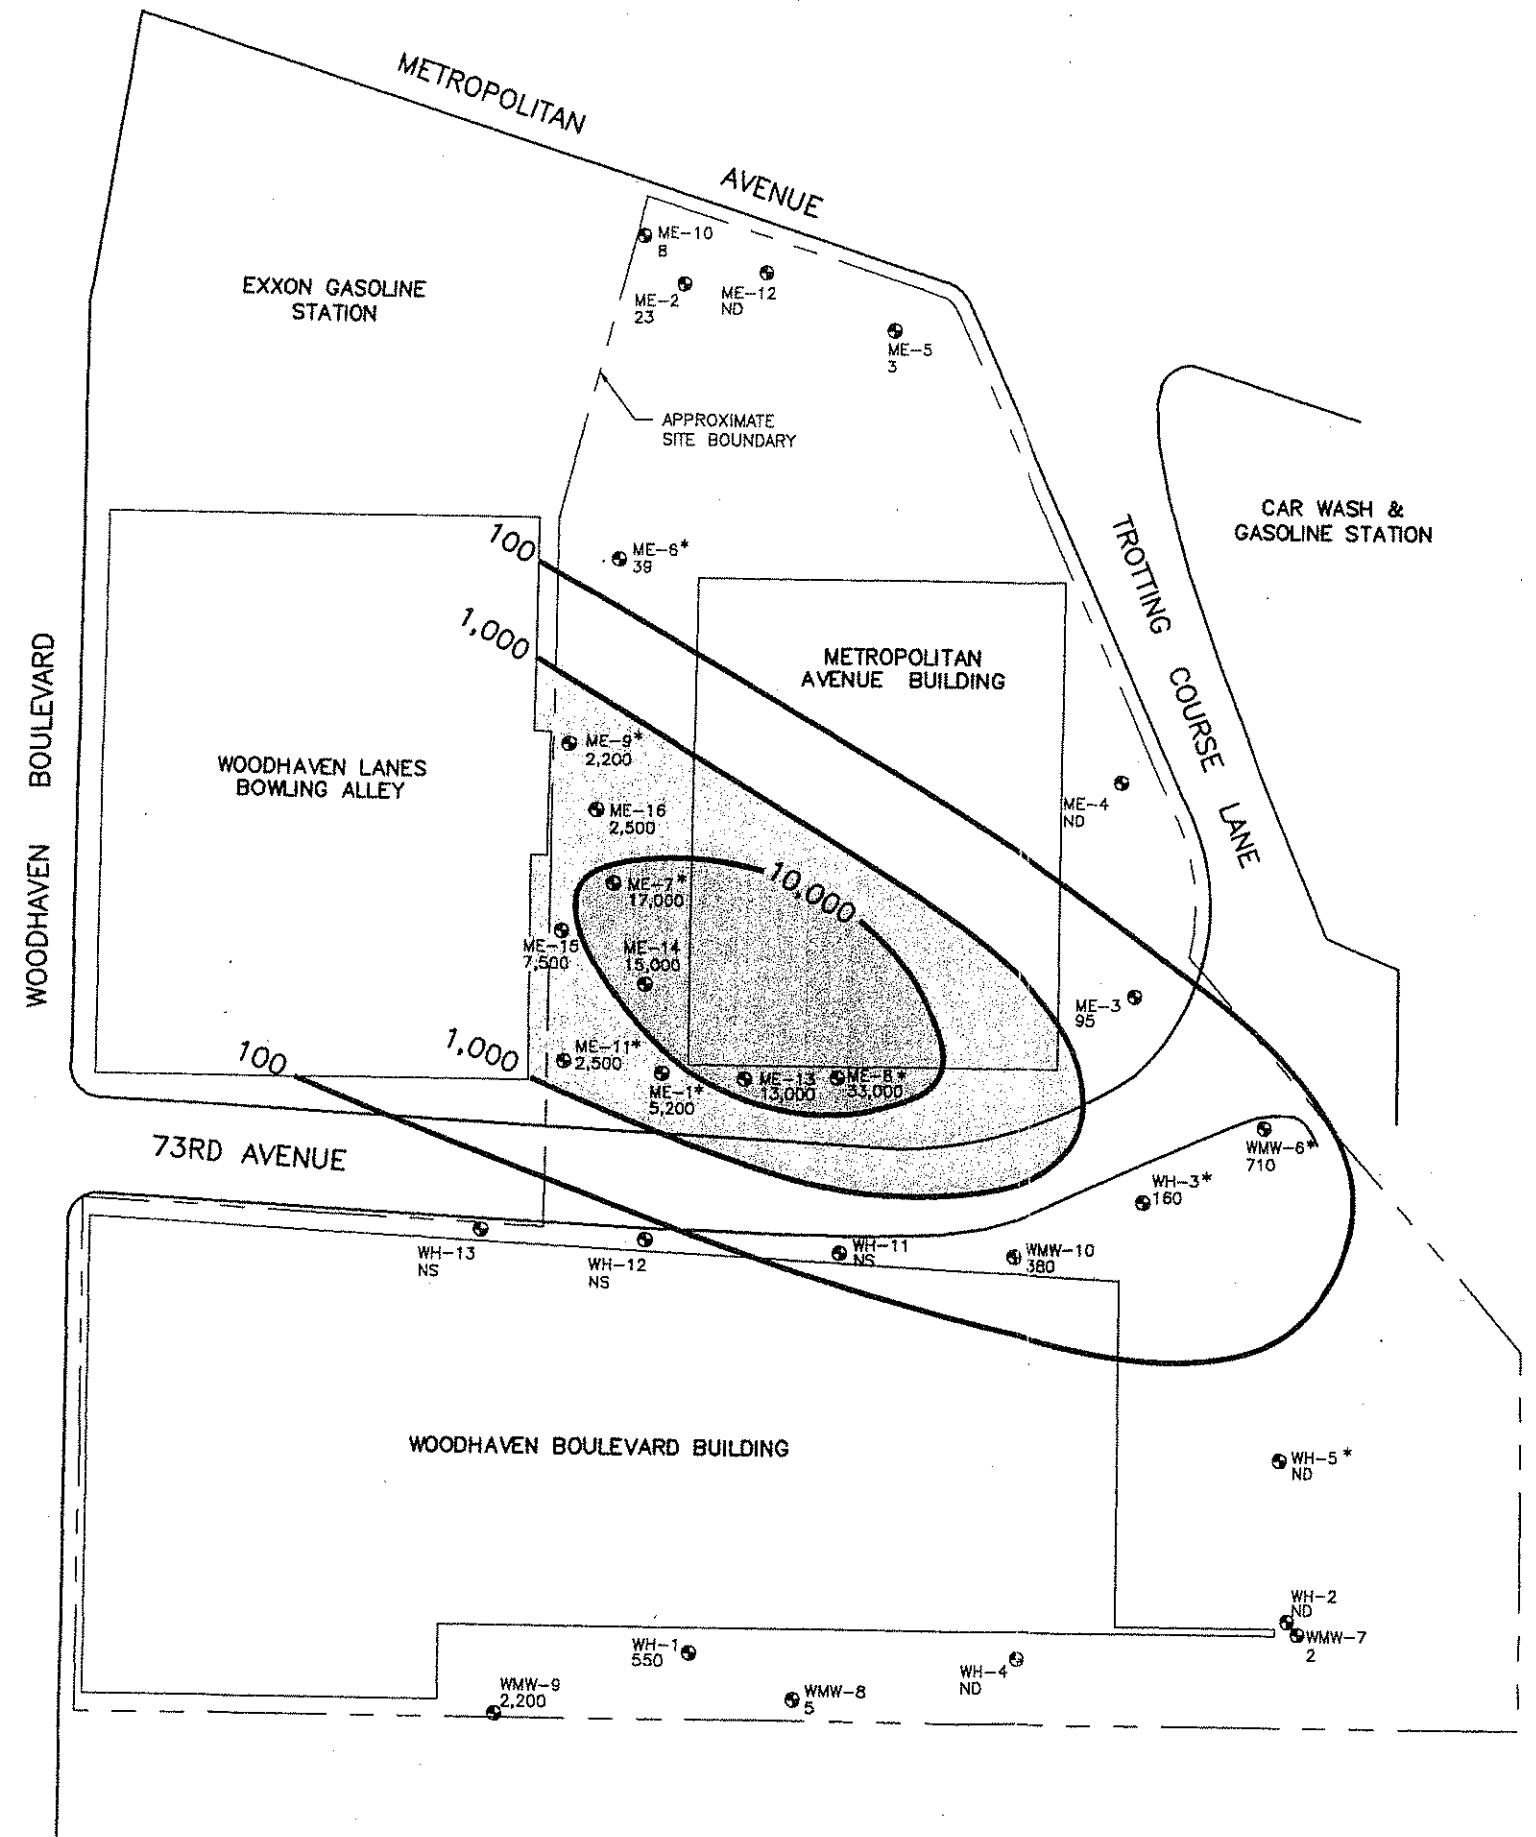 METROPOLITAN
AVENUE
ME-10
8
ME-2
23
ME-12
ND
ME-5
3
EXXON GASOLINE
STATION
APPROXIMATE
SITE BOUNDARY
CAR WASH &
GASOLINE STATION
TROTTING COURSE LANE
100
ME-6*
39
1,000
METROPOLITAN
AVENUE BUILDING
WOODHAVEN BOULEVARD
WOODHAVEN LANES
BOWLING ALLEY
ME-9*
2,200
ME-16
2,500
ME-4
ND
ME-7*
17,000
10,000
ME-15
7,500
ME-14
15,000
ME-3
95
100
1,000
ME-11*
2,500
ME-1*
5,200
ME-13
13,000
ME-8*
33,000
73RD AVENUE
WMW-6*
710
WH-3*
160
WH-13
NS
WH-12
NS
WH-11
NS
WMW-10
380
WOODHAVEN BOULEVARD BUILDING
WH-5*
ND
WH-2
ND
WMW-7
2
WH-1
550
WH-4
ND
WMW-9
2,200
WMW-8
5